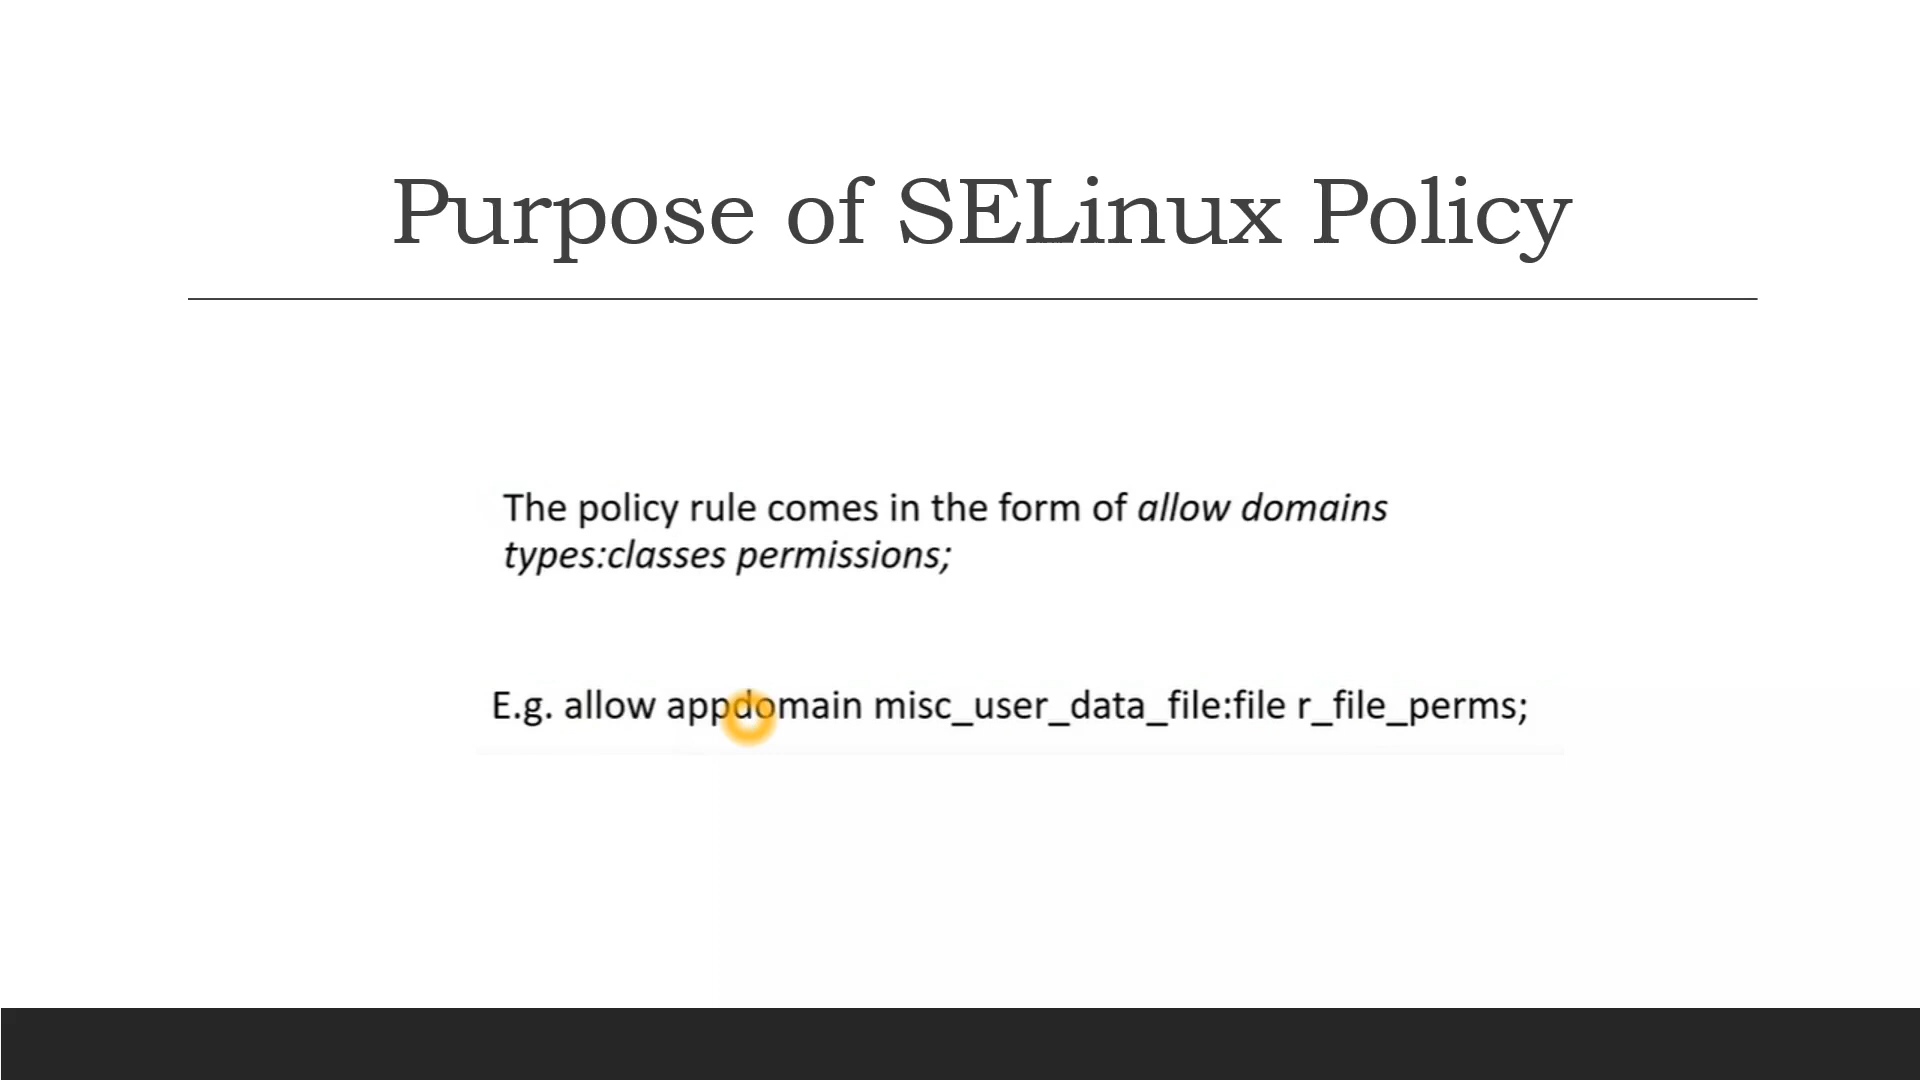 Purpose of SELinux Policy
The policy rule comes in the form of allow domains
types:classes permissions;
E.g. allow appdomain misc_user_data_file:file r_file_perms;